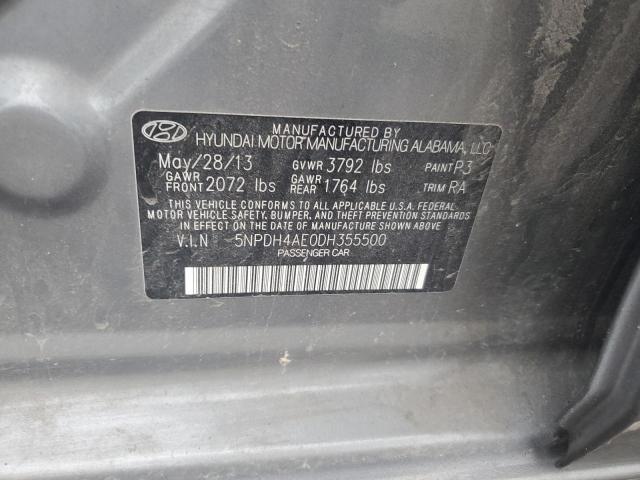 MANUFACTURED BY
HYUNDAI MOTOR MANUFACTURING ALABAMA, LLC
May/28/13 GVWR 3792 lbs PAINT P3
GAWR FRONT 2072 lbs GAWR REAR 1764 lbs TRIM RA
THIS VEHICLE CONFORMS TO ALL APPLICABLE U.S.A. FEDERAL
MOTOR VEHICLE SAFETY, BUMPER, AND THEFT PREVENTION STANDARDS
IN EFFECT ON THE DATE OF MANUFACTURE SHOWN ABOVE.
V.I.N 5NPDH4AE0DH355500
PASSENGER CAR